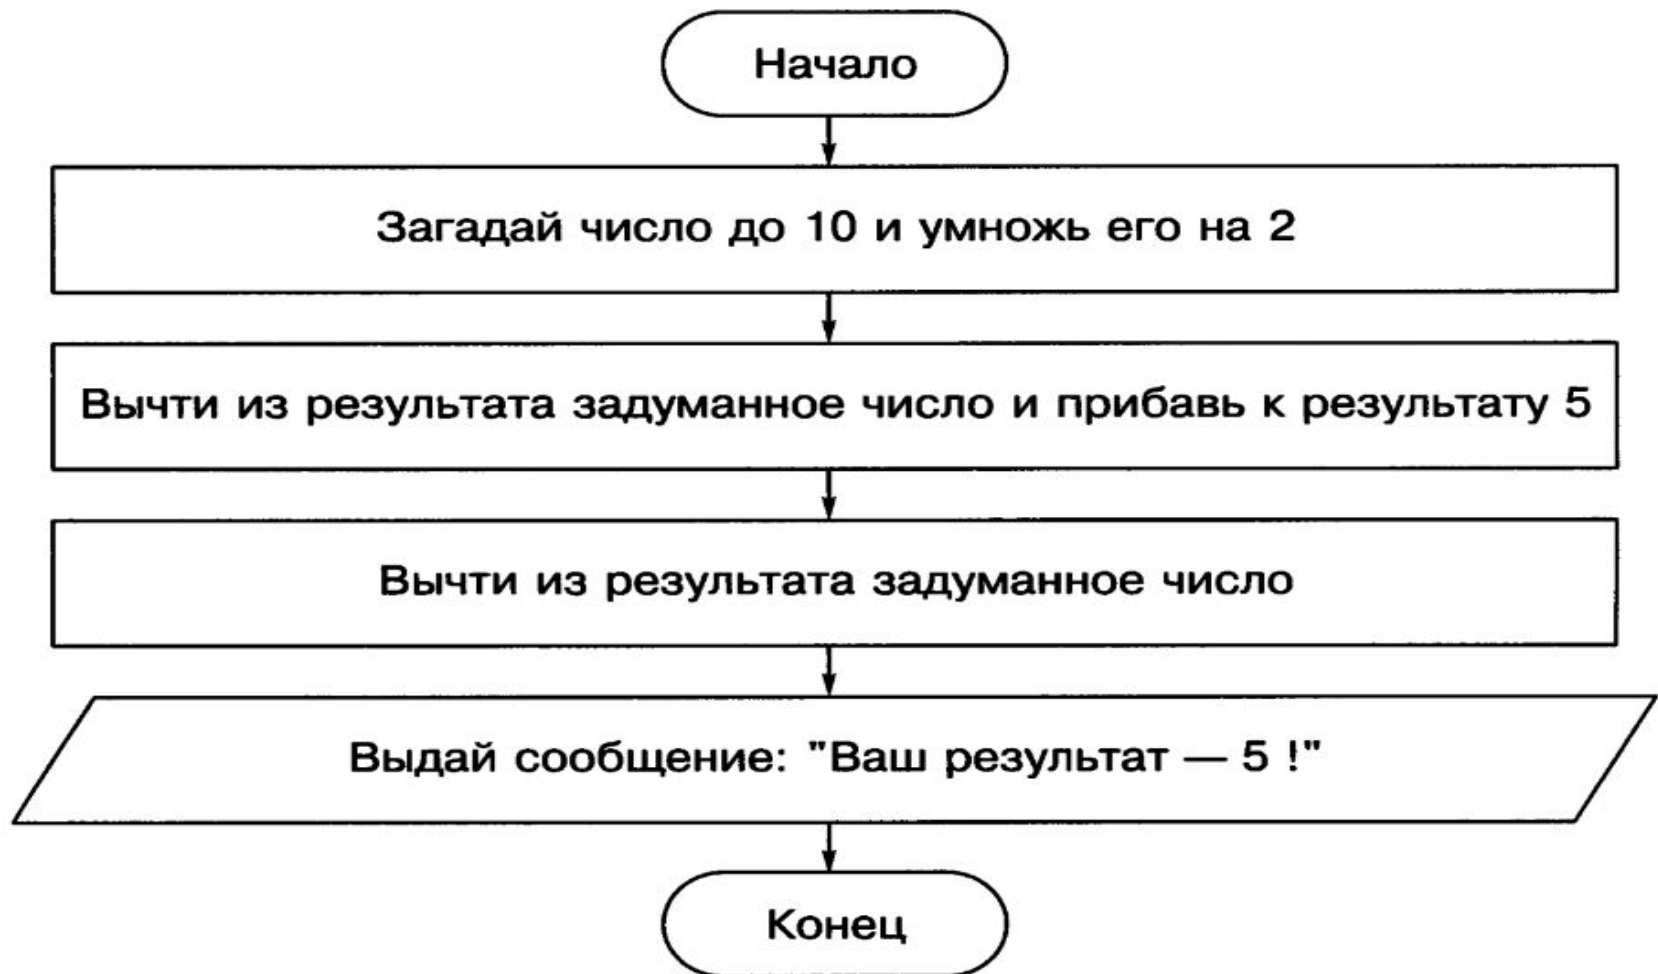 Начало
Загадай число до 10 и умножь его на 2
Вычти из результата задуманное число и прибавь к результату 5
Вычти из результата задуманное число
Выдай сообщение: "Ваш результат — 5 !"
Конец